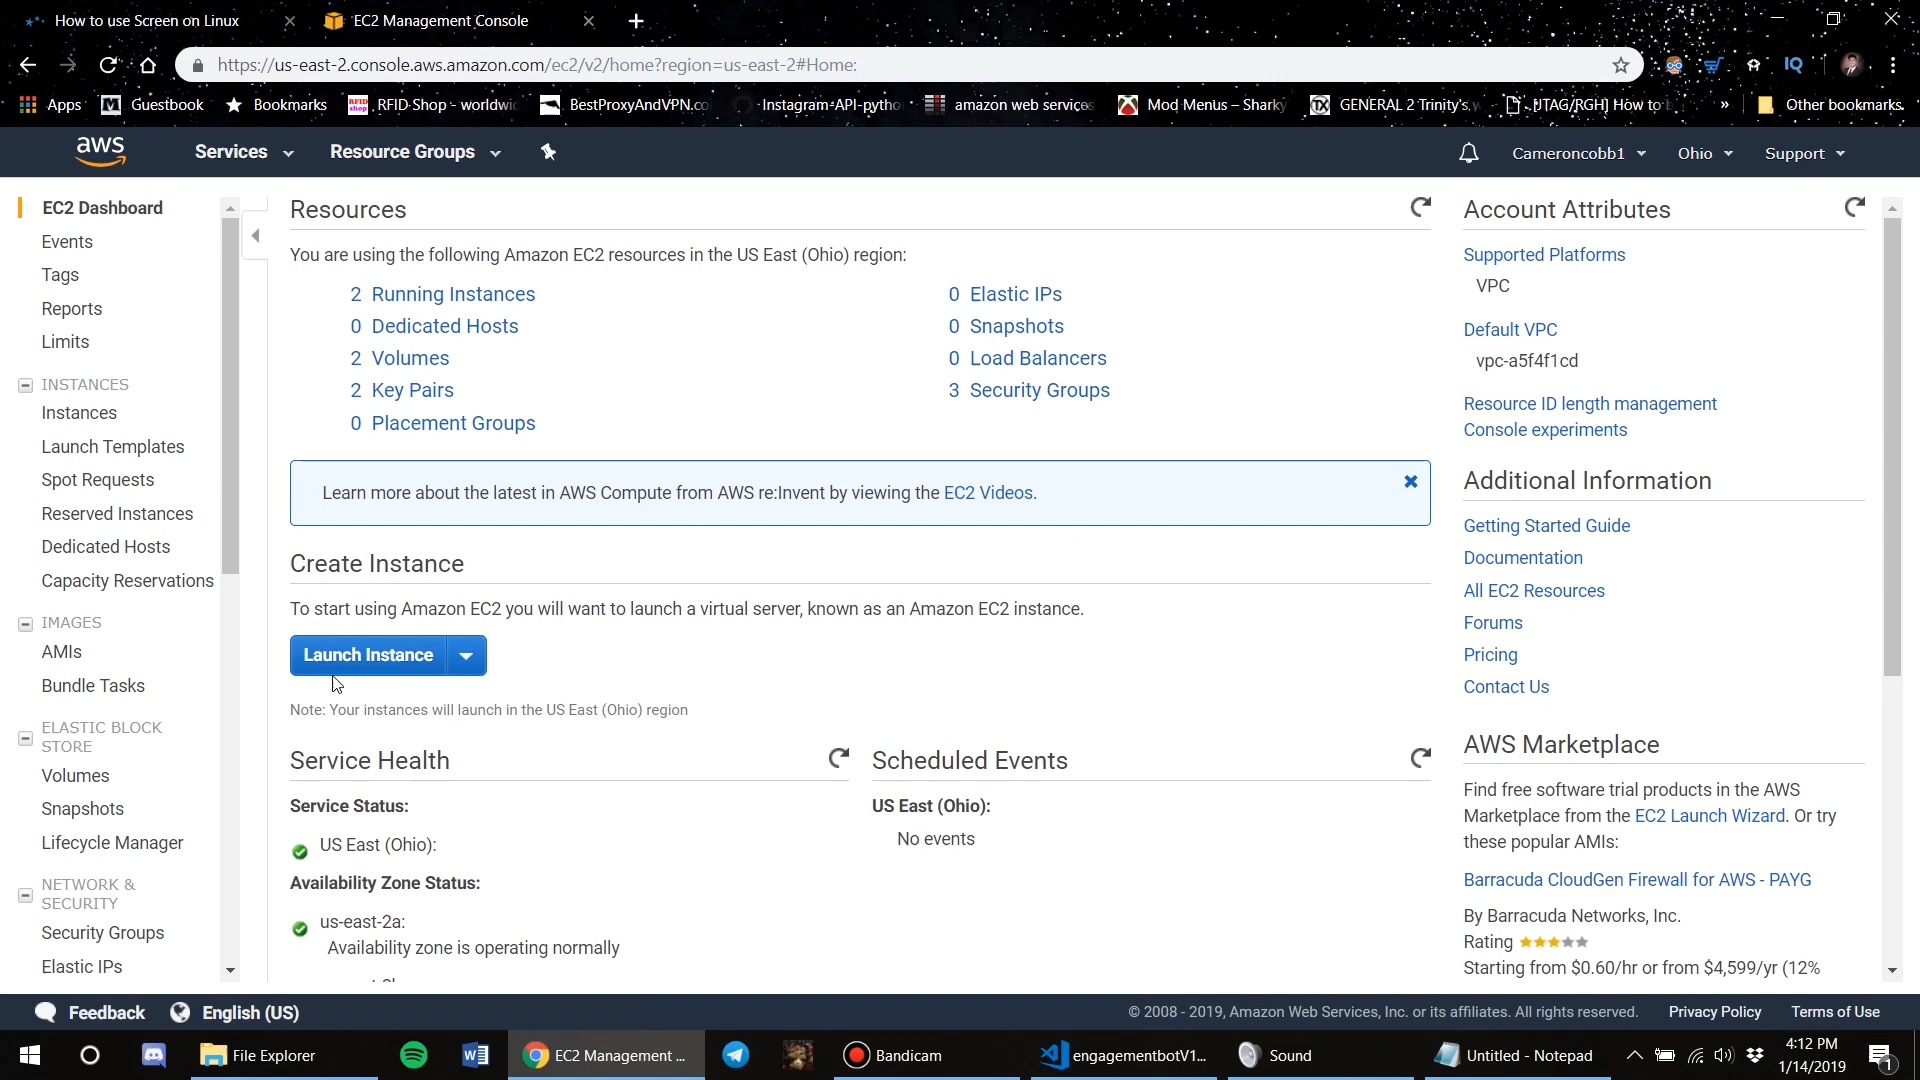 How to use Screen on Linux
EC2 Management Console
https://us-east-2.console.aws.amazon.com/ec2/v2/home?region=us-east-2#Home:
IQ
Apps
Guestbook
Bookmarks
RFID Shop - worldwi
BestProxyAndVPN.co
Instagram-API-pytho
amazon web services
Mod Menus – Sharky
GENERAL 2 Trinity's
[JTAG/RGH] How to
»
Other bookmarks
aws
Services
Resource Groups
Cameroncobb1
Ohio
Support
EC2 Dashboard
Events
Tags
Reports
Limits
INSTANCES
Instances
Launch Templates
Spot Requests
Reserved Instances
Dedicated Hosts
Capacity Reservations
IMAGES
AMIs
Bundle Tasks
ELASTIC BLOCK
STORE
Volumes
Snapshots
Lifecycle Manager
NETWORK &
SECURITY
Security Groups
Elastic IPs
Resources
You are using the following Amazon EC2 resources in the US East (Ohio) region:
2 Running Instances
0 Dedicated Hosts
2 Volumes
2 Key Pairs
0 Placement Groups
0 Elastic IPs
0 Snapshots
0 Load Balancers
3 Security Groups
Learn more about the latest in AWS Compute from AWS re:Invent by viewing the EC2 Videos.
Create Instance
To start using Amazon EC2 you will want to launch a virtual server, known as an Amazon EC2 instance.
Launch Instance
Note: Your instances will launch in the US East (Ohio) region
Service Health
Service Status:
US East (Ohio):
Availability Zone Status:
us-east-2a:
Availability zone is operating normally
Scheduled Events
US East (Ohio):
No events
Account Attributes
Supported Platforms
VPC
Default VPC
vpc-a5f4f1cd
Resource ID length management
Console experiments
Additional Information
Getting Started Guide
Documentation
All EC2 Resources
Forums
Pricing
Contact Us
AWS Marketplace
Find free software trial products in the AWS
Marketplace from the EC2 Launch Wizard. Or try
these popular AMIs:
Barracuda CloudGen Firewall for AWS - PAYG
By Barracuda Networks, Inc.
Rating
Starting from $0.60/hr or from $4,599/yr (12%
Feedback
English (US)
© 2008 - 2019, Amazon Web Services, Inc. or its affiliates. All rights reserved.
Privacy Policy
Terms of Use
File Explorer
EC2 Management ...
Bandicam
engagementbotV1...
Sound
Untitled - Notepad
4:12 PM
1/14/2019
1